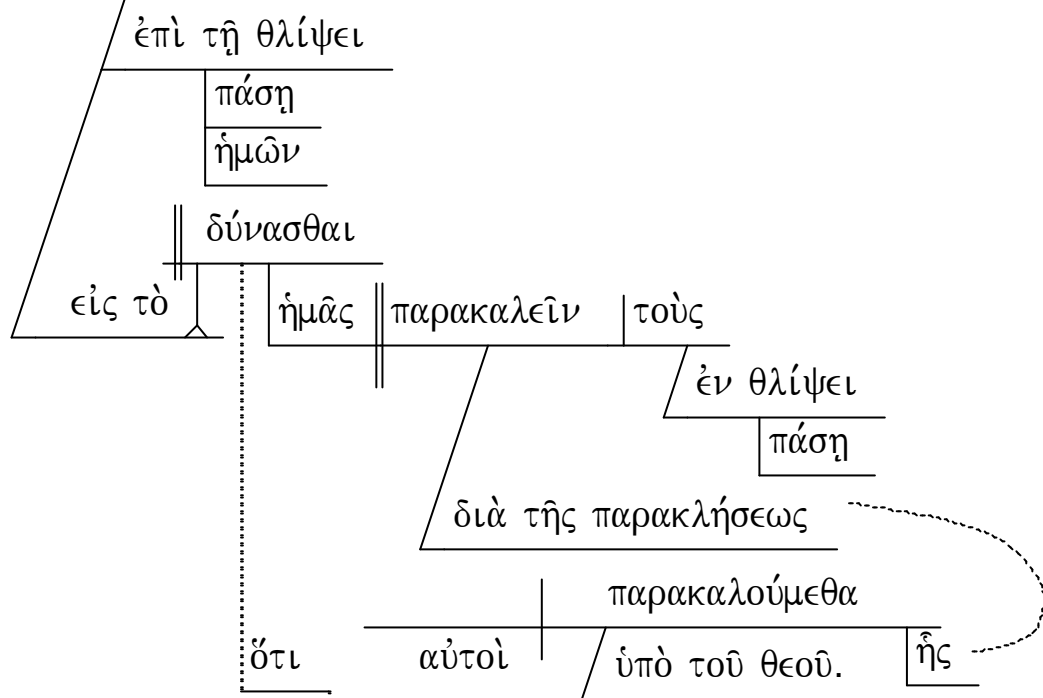 ἐπὶ τῇ θλίψει
πάσῃ
ἡμῶν
δύνασθαι
εἰς τὸ ἡμᾶς παρακαλεῖν τοὺς
ἐν θλίψει
πάσῃ
διὰ τῆς παρακλήσεως
παρακαλούμεθα
ὅτι αὐτοὶ ὑπὸ τοῦ θεοῦ. ἧς